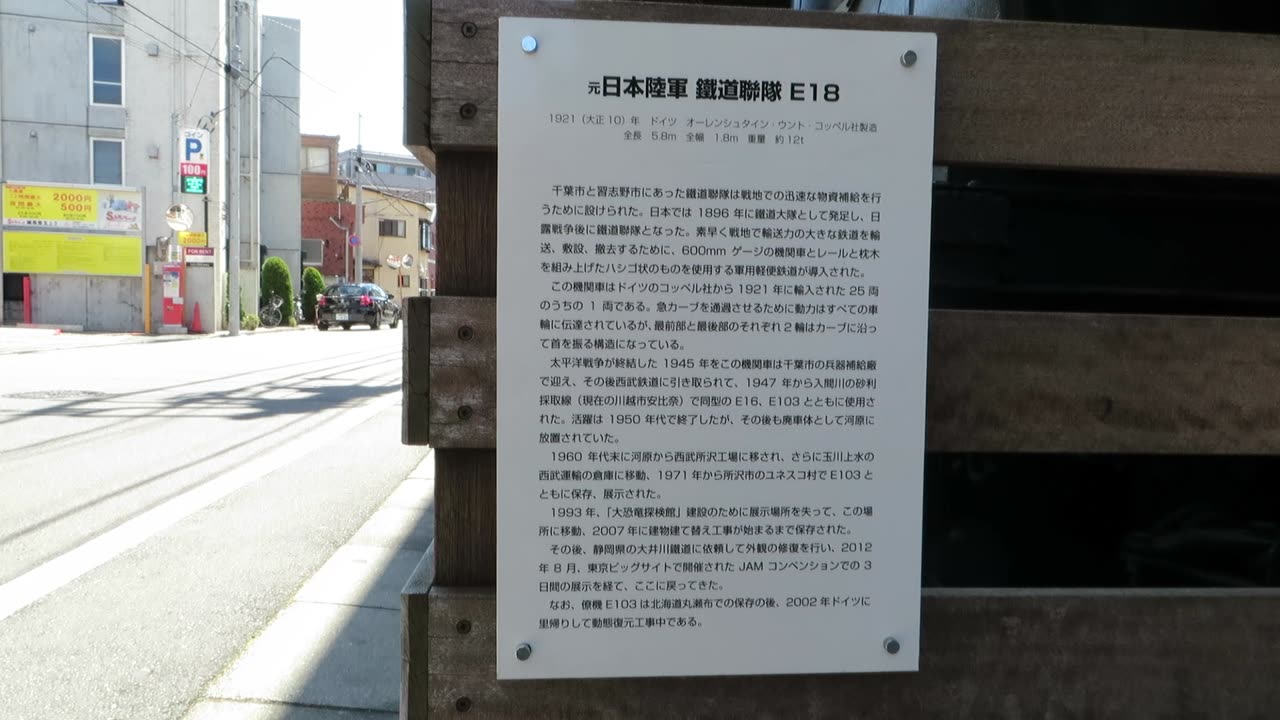 元日本陸軍 鐵道聯隊 E18
1921（大正10）年 ドイツ オーレンシュタイン・ウント・コッペル社製造
全長 5.8m 全幅 1.8m 重量 約12t
千葉市と習志野市にあった鐵道聯隊は戦地での迅速な物資補給を行
うために設けられた。日本では 1896 年に鐵道大隊として発足し、日
露戦争後に鐵道聯隊となった。素早く戦地で輸送力の大きな鉄道を輸
送、敷設、撤去するために、600mm ゲージの機関車とレールと枕木
を組み上げたハシゴ状のものを使用する軍用軽便鉄道が導入された。
この機関車はドイツのコッペル社から 1921 年に輸入された 25 両
のうちの 1 両である。急カーブを通過させるために動力はすべての車
輪に伝達されているが、最前部と最後部のそれぞれ2輪はカーブに沿っ
て首を振る構造になっている。
太平洋戦争が終結した 1945 年をこの機関車は千葉市の兵器補給廠
で迎え、その後西武鉄道に引き取られて、1947 年から入間川の砂利
採取線（現在の川越市安比奈）で同型の E16、E103 とともに使用さ
れた。活躍は 1950 年代で終了したが、その後も廃車体として河原に
放置されていた。
1960 年代末に河原から西武所沢工場に移され、さらに玉川上水の
西武運輸の倉庫に移動、1971 年から所沢市のユネスコ村で E103 と
ともに保存、展示された。
1993 年、「大恐竜探検館」建設のために展示場所を失って、この場
所に移動、2007 年に建物建て替え工事が始まるまで保存された。
その後、静岡県の大井川鐵道に依頼して外観の修復を行い、2012
年 8 月、東京ビッグサイトで開催された JAM コンベンションでの 3
日間の展示を経て、ここに戻ってきた。
なお、僚機 E103 は北海道丸瀬布での保存の後、2002 年ドイツに
里帰りして動態復元工事中である。
コイン
P
100円
空
2000円
500円
FOR RENT